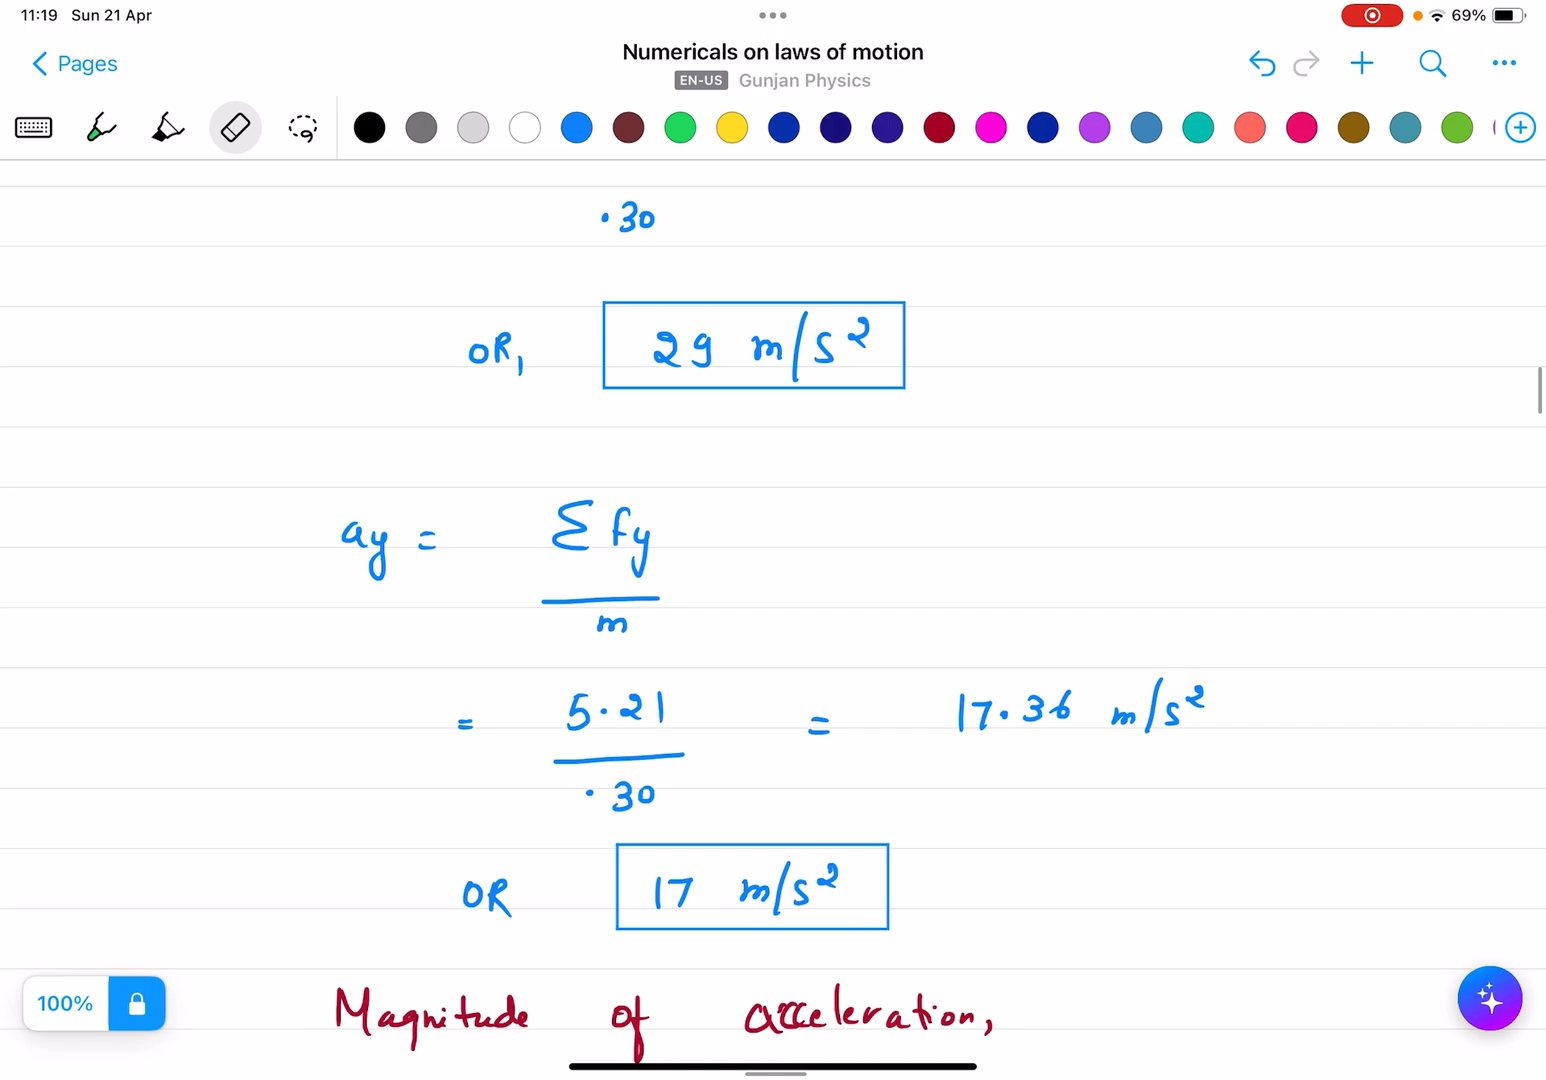 11:19 Sun 21 Apr
69%
Pages
Numericals on laws of motion
EN-US Gunjan Physics
.30
OR, 29 m/s²
ay = Σ fy
m
= 5.21 = 17.36 m/s²
.30
OR 17 m/s²
100%
Magnitude of acceleration,